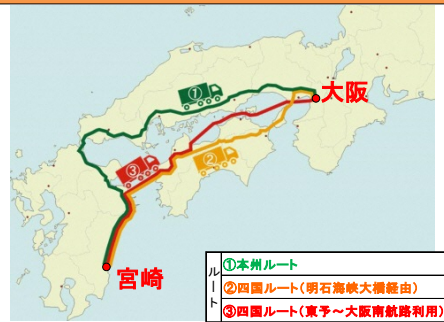 ①
大阪
③
②
宮崎
ルート
①本州ルート
②四国ルート(明石海峡大橋経由)
③四国ルート(東予～大阪南航路利用)